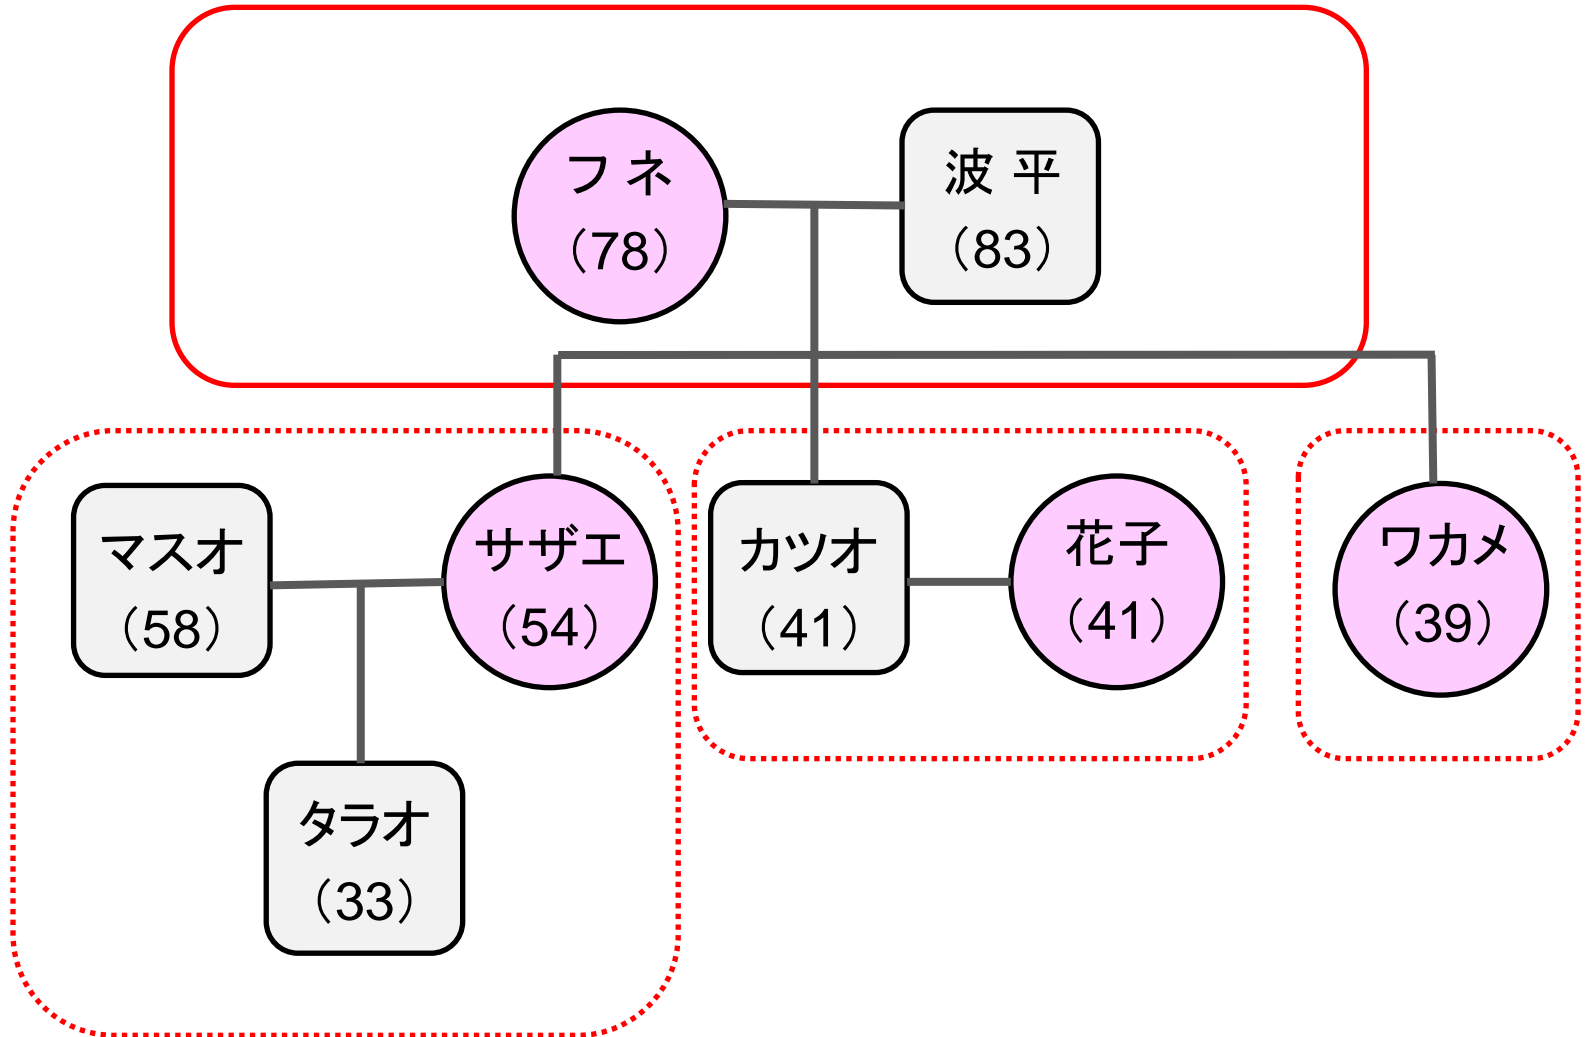 フネ
（78）
波平
（83）
マスオ
（58）
サザエ
（54）
カツオ
（41）
花子
（41）
ワカメ
（39）
タラオ
（33）